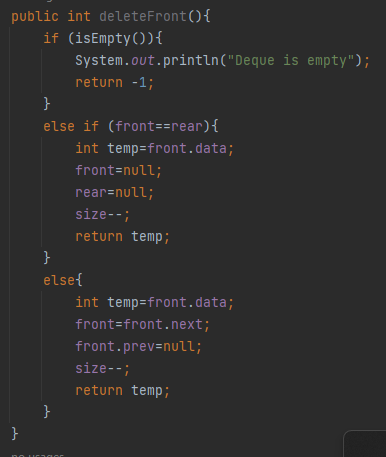 public int deleteFront(){
    if (isEmpty()){
        System.out.println("Deque is empty");
        return -1;
    }
    else if (front==rear){
        int temp=front.data;
        front=null;
        rear=null;
        size--;
        return temp;
    }
    else{
        int temp=front.data;
        front=front.next;
        front.prev=null;
        size--;
        return temp;
    }
}
no usages